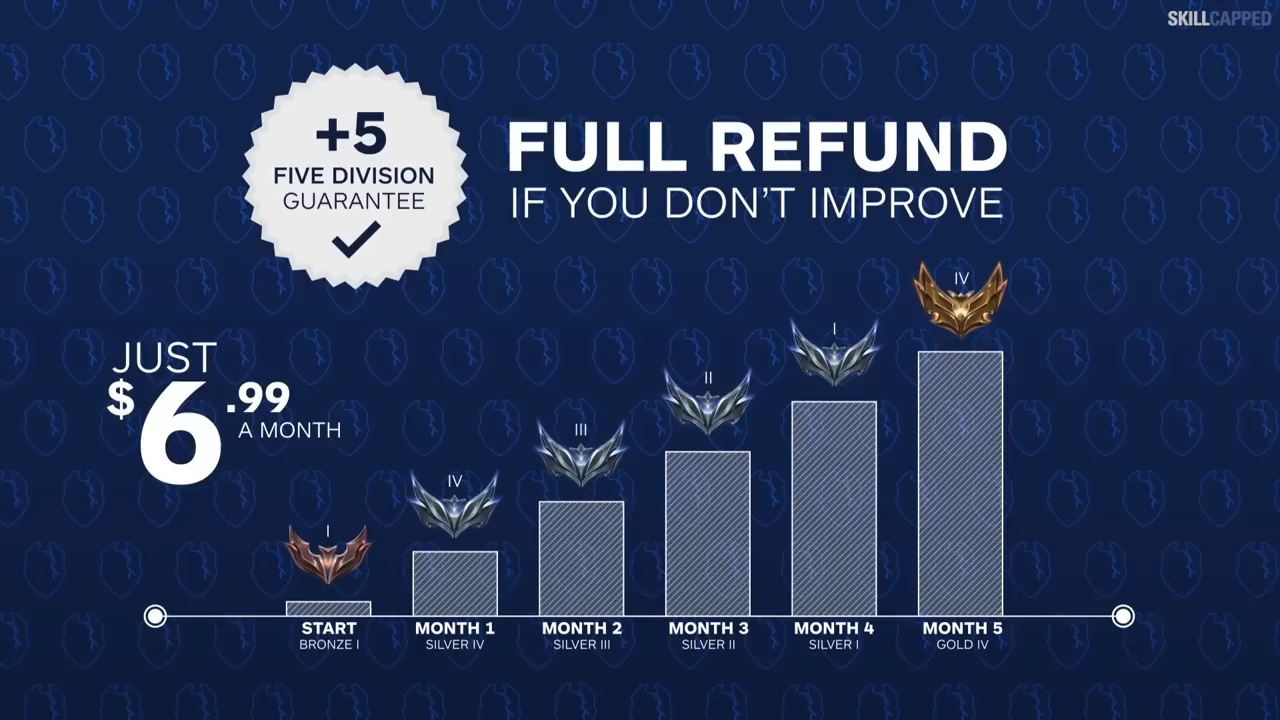 SKILLCAPPED
+5
FIVE DIVISION
GUARANTEE
FULL REFUND
IF YOU DON'T IMPROVE
JUST
$6.99
A MONTH
I
IV
III
II
I
IV
START
BRONZE I
MONTH 1
SILVER IV
MONTH 2
SILVER III
MONTH 3
SILVER II
MONTH 4
SILVER I
MONTH 5
GOLD IV